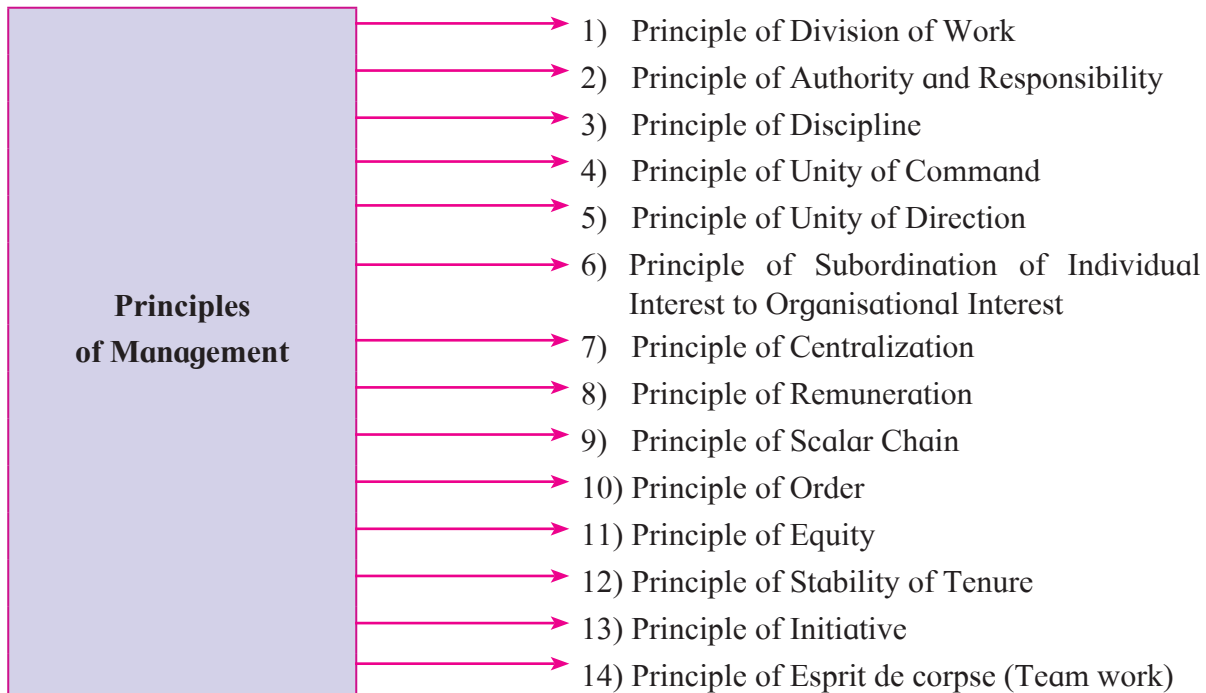 Principles
of Management
1) Principle of Division of Work
2) Principle of Authority and Responsibility
3) Principle of Discipline
4) Principle of Unity of Command
5) Principle of Unity of Direction
6) Principle of Subordination of Individual
Interest to Organisational Interest
7) Principle of Centralization
8) Principle of Remuneration
9) Principle of Scalar Chain
10) Principle of Order
11) Principle of Equity
12) Principle of Stability of Tenure
13) Principle of Initiative
14) Principle of Esprit de corpse (Team work)